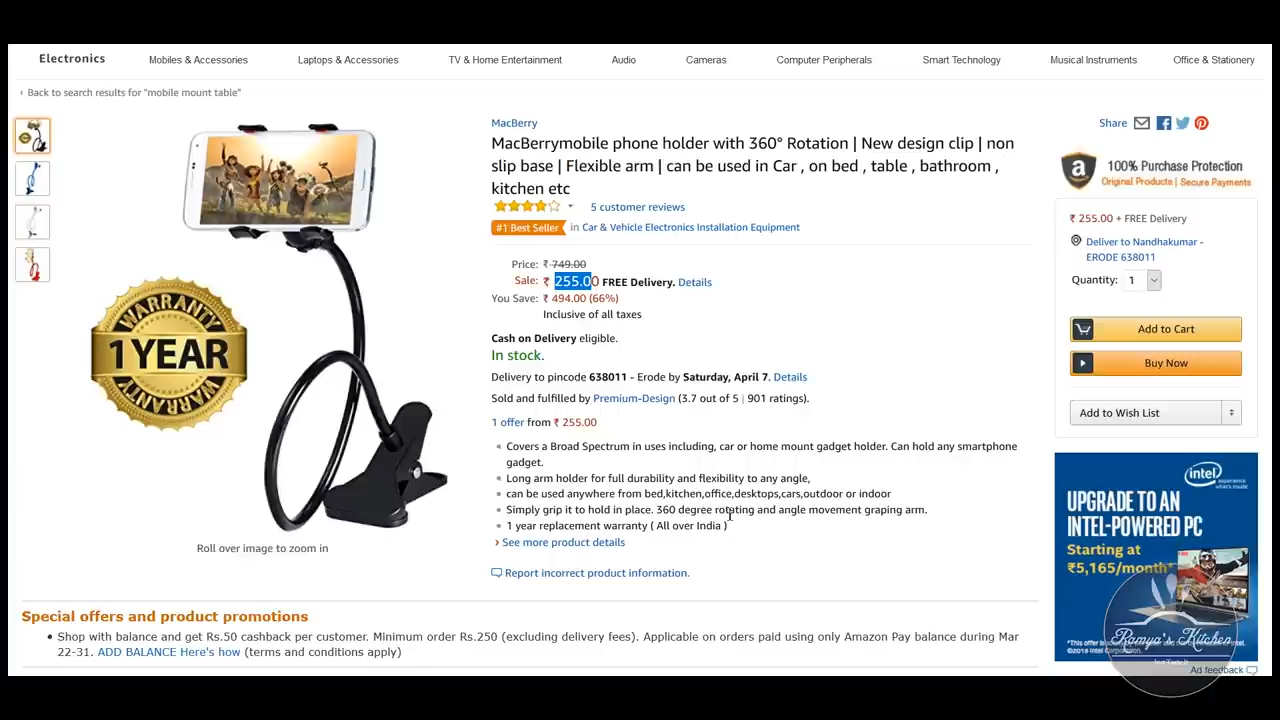 Electronics
Mobiles & Accessories
Laptops & Accessories
TV & Home Entertainment
Audio
Cameras
Computer Peripherals
Smart Technology
Musical Instruments
Office & Stationery
‹ Back to search results for "mobile mount table"
MacBerry
MacBerrymobile phone holder with 360° Rotation | New design clip | non
slip base | Flexible arm | can be used in Car , on bed , table , bathroom ,
kitchen etc
5 customer reviews
#1 Best Seller in Car & Vehicle Electronics Installation Equipment
Price: ₹ 749.00
Sale: ₹ 255.00 FREE Delivery. Details
You Save: ₹ 494.00 (66%)
Inclusive of all taxes
Cash on Delivery eligible.
In stock.
Delivery to pincode 638011 - Erode by Saturday, April 7. Details
Sold and fulfilled by Premium-Design (3.7 out of 5 | 901 ratings).
1 offer from ₹ 255.00
Covers a Broad Spectrum in uses including, car or home mount gadget holder. Can hold any smartphone
gadget.
Long arm holder for full durability and flexibility to any angle,
can be used anywhere from bed,kitchen,office,desktops,cars,outdoor or indoor
Simply grip it to hold in place. 360 degree rotating and angle movement graping arm.
1 year replacement warranty ( All over India )
› See more product details
Report incorrect product information.
WARRANTY
1 YEAR
WARRANTY
Roll over image to zoom in
Share
100% Purchase Protection
Original Products | Secure Payments
₹ 255.00 + FREE Delivery
Deliver to Nandhakumar -
ERODE 638011
Quantity: 1
Add to Cart
Buy Now
Add to Wish List
intel
experience what's inside
UPGRADE TO AN
INTEL-POWERED PC
Starting at
₹5,165/month*
Ramya's Kitchen
Ad feedback
Special offers and product promotions
Shop with balance and get Rs.50 cashback per customer. Minimum order Rs.250 (excluding delivery fees). Applicable on orders paid using only Amazon Pay balance during Mar
22-31. ADD BALANCE Here's how (terms and conditions apply)